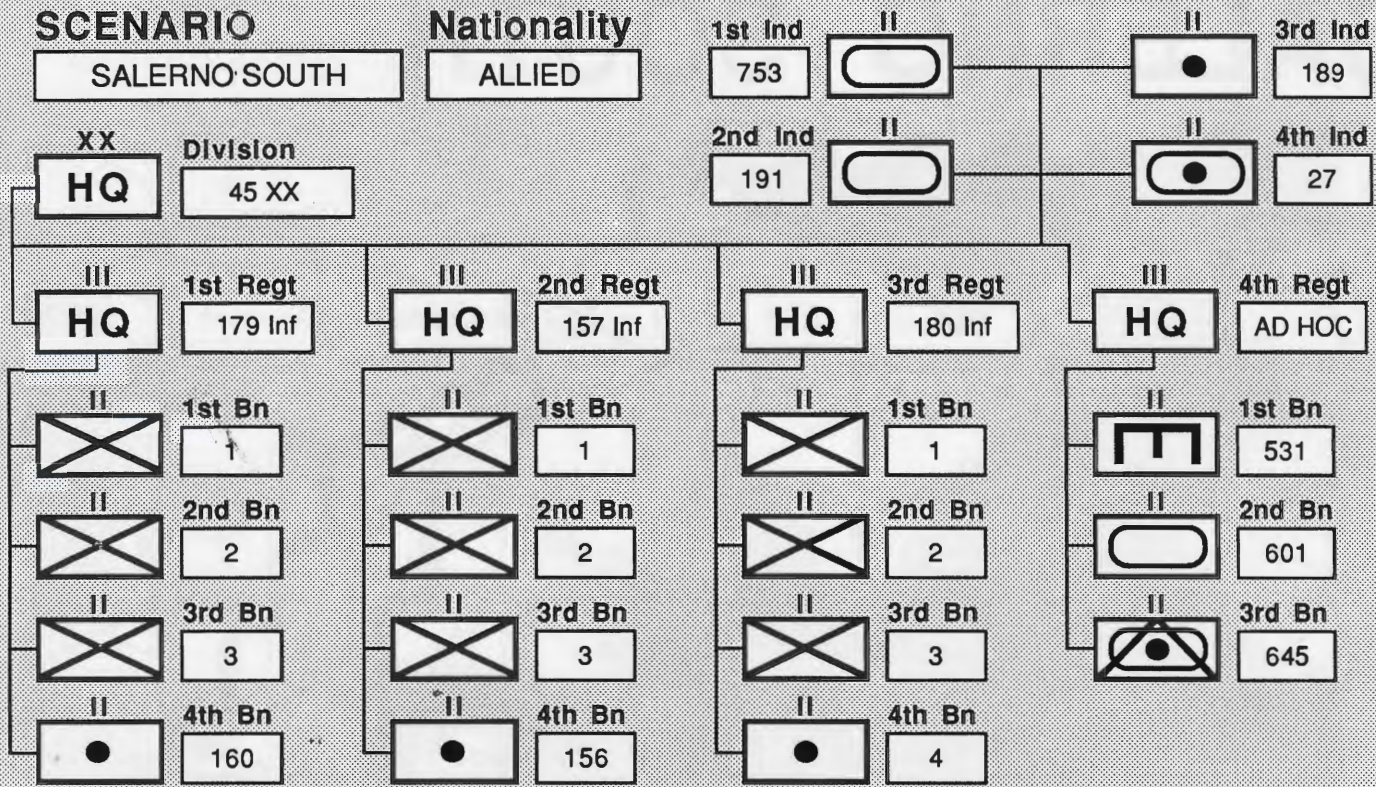 SCENARIO Nationality
SALERNO SOUTH ALLIED
1st Ind II II 3rd Ind
753 189
2nd Ind II II 4th Ind
191 27
XX Division
HQ 45 XX
III 1st Regt III 2nd Regt III 3rd Regt III 4th Regt
HQ 179 Inf HQ 157 Inf HQ 180 Inf HQ AD HOC
II 1st Bn II 1st Bn II 1st Bn II 1st Bn
1 1 1 531
II 2nd Bn II 2nd Bn II 2nd Bn II 2nd Bn
2 2 2 601
II 3rd Bn II 3rd Bn II 3rd Bn II 3rd Bn
3 3 3 645
II 4th Bn II 4th Bn II 4th Bn
160 156 4